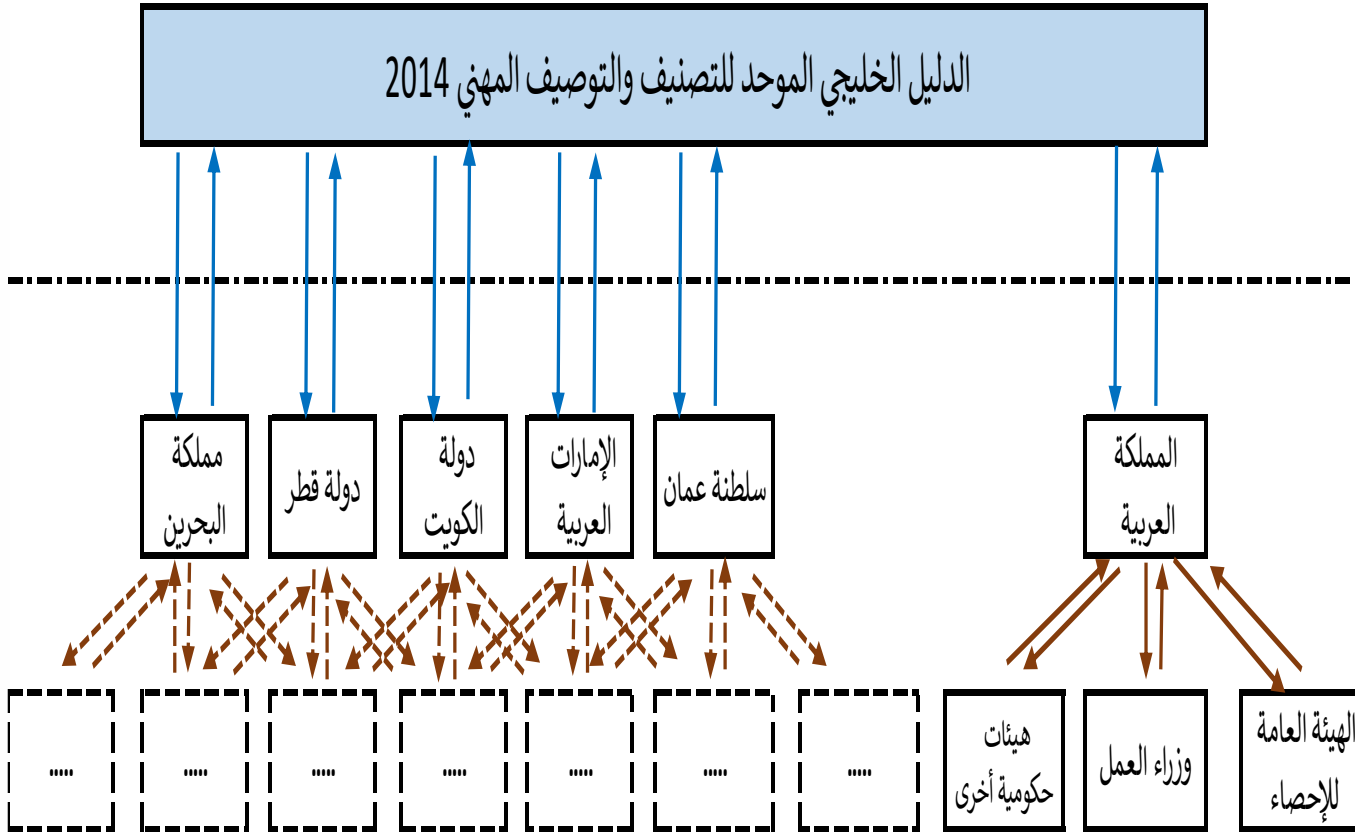 الدليل الخليجي الموحد للتصنيف والتوصيف المهني 2014
المملكة
العربية
سلطنة عمان
الإمارات
العربية
دولة
الكويت
دولة قطر
مملكة
البحرين
الهيئة العامة
للإحصاء
وزراء العمل
هيئات
حكومية أخرى
.....
.....
.....
.....
.....
.....
.....